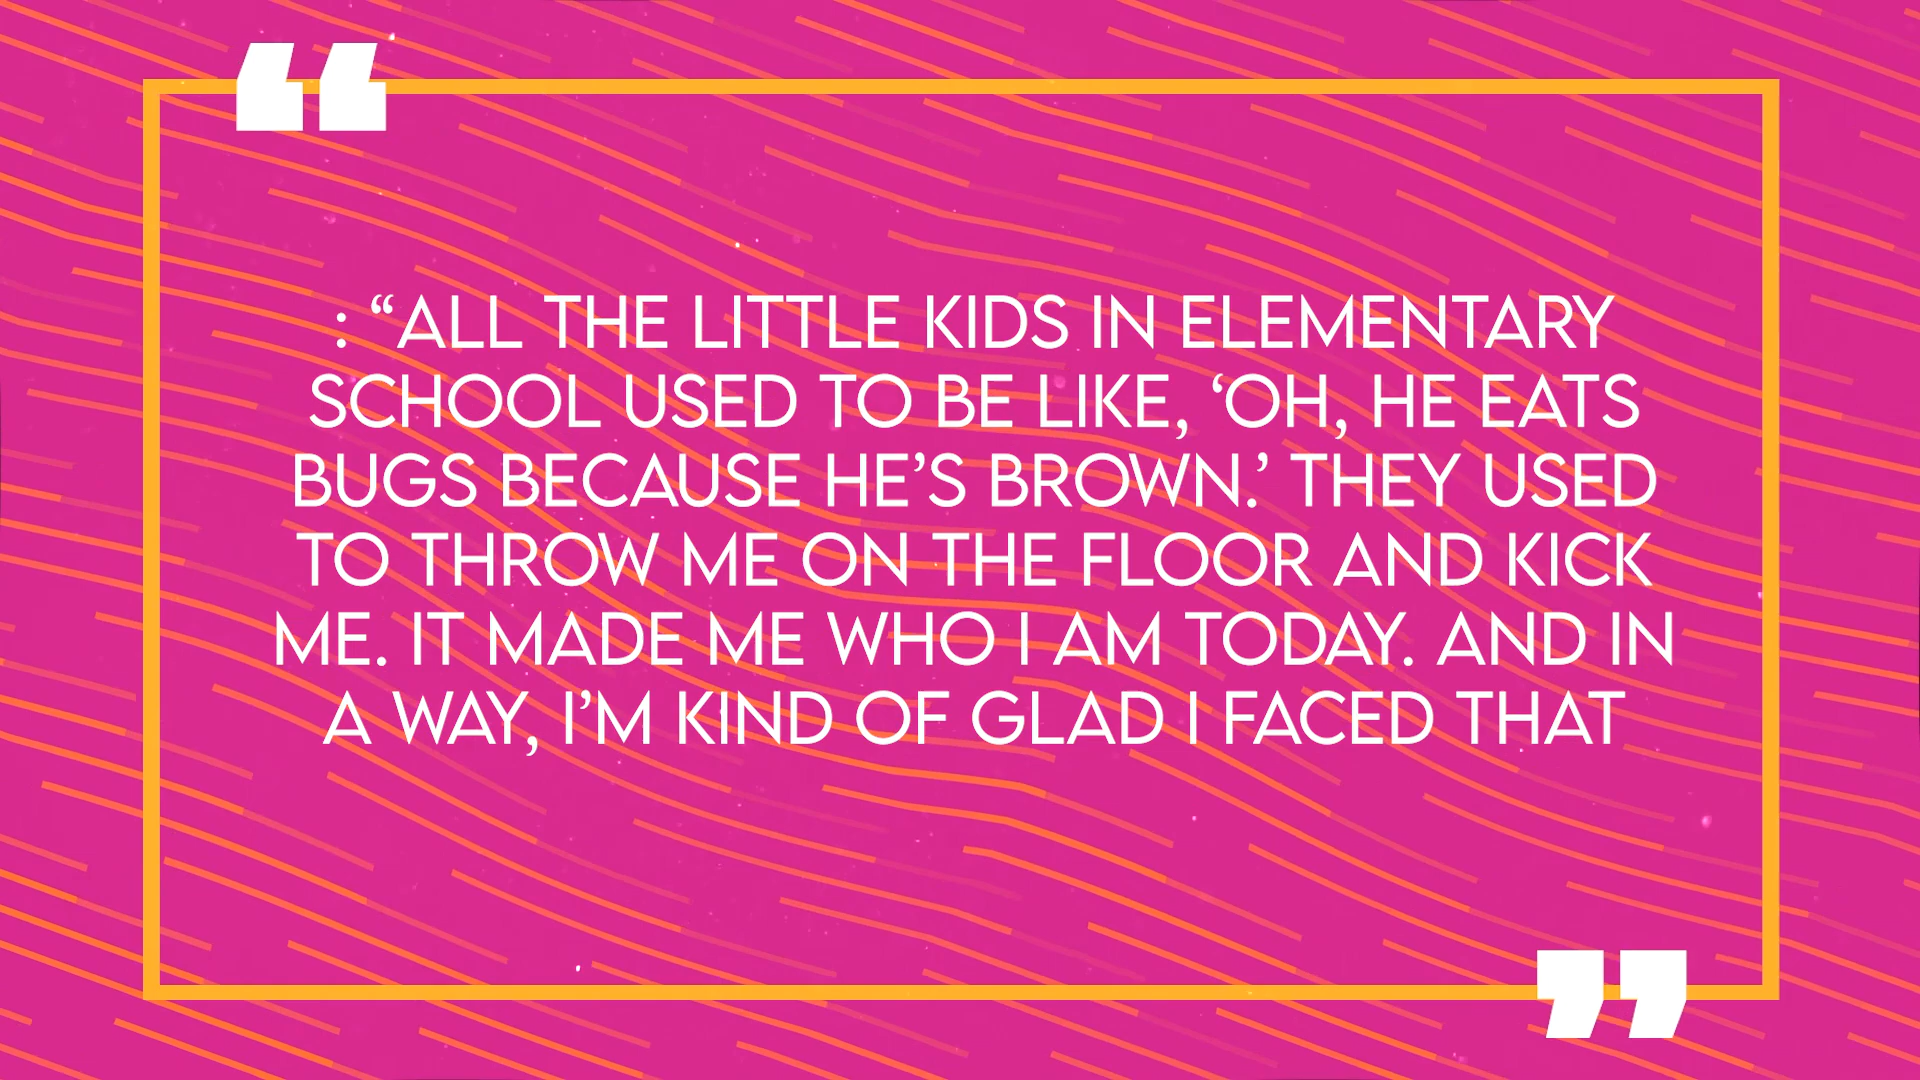 : “ALL THE LITTLE KIDS IN ELEMENTARY
SCHOOL USED TO BE LIKE, ‘OH, HE EATS
BUGS BECAUSE HE’S BROWN.’ THEY USED
TO THROW ME ON THE FLOOR AND KICK
ME. IT MADE ME WHO I AM TODAY. AND IN
A WAY, I’M KIND OF GLAD I FACED THAT